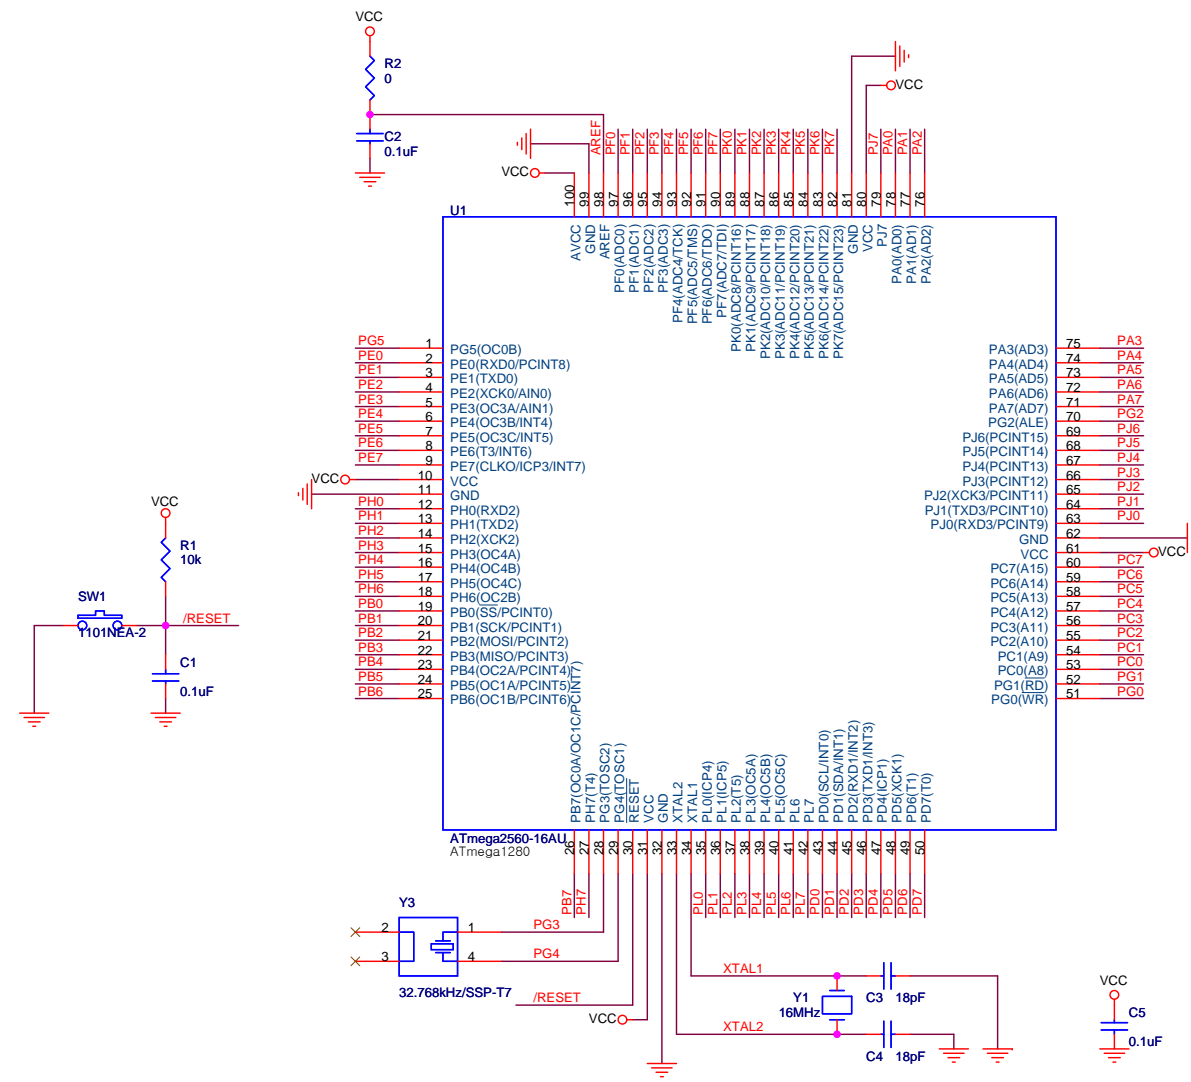 VCC
R2
0
C2
0.1uF
VCC
AREF
PF0
PF1
PF2
PF3
PF4
PF5
PF6
PF7
PK0
PK1
PK2
PK3
PK4
PK5
PK6
PK7
VCC
PJ7
PA0
PA1
PA2
100
99
98
97
96
95
94
93
92
91
90
89
88
87
86
85
84
83
82
81
80
79
78
77
76
U1
AVCC
GND
AREF
PF0(ADC0)
PF1(ADC1)
PF2(ADC2)
PF3(ADC3)
PF4(ADC4/TCK)
PF5(ADC5/TMS)
PF6(ADC6/TDO)
PF7(ADC7/TDI)
PK0(ADC8/PCINT16)
PK1(ADC9/PCINT17)
PK2(ADC10/PCINT18)
PK3(ADC11/PCINT19)
PK4(ADC12/PCINT20)
PK5(ADC13/PCINT21)
PK6(ADC14/PCINT22)
PK7(ADC15/PCINT23)
GND
VCC
PJ7
PA0(AD0)
PA1(AD1)
PA2(AD2)
PG5 1 PG5(OC0B)
PE0 2 PE0(RXD0/PCINT8)
PE1 3 PE1(TXD0)
PE2 4 PE2(XCK0/AIN0)
PE3 5 PE3(OC3A/AIN1)
PE4 6 PE4(OC3B/INT4)
PE5 7 PE5(OC3C/INT5)
PE6 8 PE6(T3/INT6)
PE7 9 PE7(CLKO/ICP3/INT7)
VCC 10 VCC
11 GND
PH0 12 PH0(RXD2)
PH1 13 PH1(TXD2)
PH2 14 PH2(XCK2)
PH3 15 PH3(OC4A)
PH4 16 PH4(OC4B)
PH5 17 PH5(OC4C)
PH6 18 PH6(OC2B)
PB0 19 PB0(SS/PCINT0)
PB1 20 PB1(SCK/PCINT1)
PB2 21 PB2(MOSI/PCINT2)
PB3 22 PB3(MISO/PCINT3)
PB4 23 PB4(OC2A/PCINT4)
PB5 24 PB5(OC1A/PCINT5)
PB6 25 PB6(OC1B/PCINT6)
PA3(AD3) 75 PA3
PA4(AD4) 74 PA4
PA5(AD5) 73 PA5
PA6(AD6) 72 PA6
PA7(AD7) 71 PA7
PG2(ALE) 70 PG2
PJ6(PCINT15) 69 PJ6
PJ5(PCINT14) 68 PJ5
PJ4(PCINT13) 67 PJ4
PJ3(PCINT12) 66 PJ3
PJ2(XCK3/PCINT11) 65 PJ2
PJ1(TXD3/PCINT10) 64 PJ1
PJ0(RXD3/PCINT9) 63 PJ0
GND 62
VCC 61 VCC
PC7(A15) 60 PC7
PC6(A14) 59 PC6
PC5(A13) 58 PC5
PC4(A12) 57 PC4
PC3(A11) 56 PC3
PC2(A10) 55 PC2
PC1(A9) 54 PC1
PC0(A8) 53 PC0
PG1(RD) 52 PG1
PG0(WR) 51 PG0
VCC
R1
10k
SW1
1101NEA-2
/RESET
C1
0.1uF
PB7(OC0A/OC1C/PCINT7)
PH7(T4)
PG3(TOSC2)
PG4(TOSC1)
RESET
VCC
GND
XTAL2
XTAL1
PL0(ICP4)
PL1(ICP5)
PL2(T5)
PL3(OC5A)
PL4(OC5B)
PL5(OC5C)
PL6
PL7
PD0(SCL/INT0)
PD1(SDA/INT1)
PD2(RXD1/INT2)
PD3(TXD1/INT3)
PD4(ICP1)
PD5(XCK1)
PD6(T1)
PD7(T0)
ATmega2560-16AU
ATmega1280
26
27
28
29
30
31
32
33
34
35
36
37
38
39
40
41
42
43
44
45
46
47
48
49
50
PB7
PH7
PL0
PL1
PL2
PL3
PL4
PL5
PL6
PL7
PD0
PD1
PD2
PD3
PD4
PD5
PD6
PD7
Y3
2
3
1
4
PG3
PG4
32.768kHz/SSP-T7
/RESET
VCC
XTAL1
XTAL2
Y1
16MHz
C3 18pF
C4 18pF
VCC
C5
0.1uF